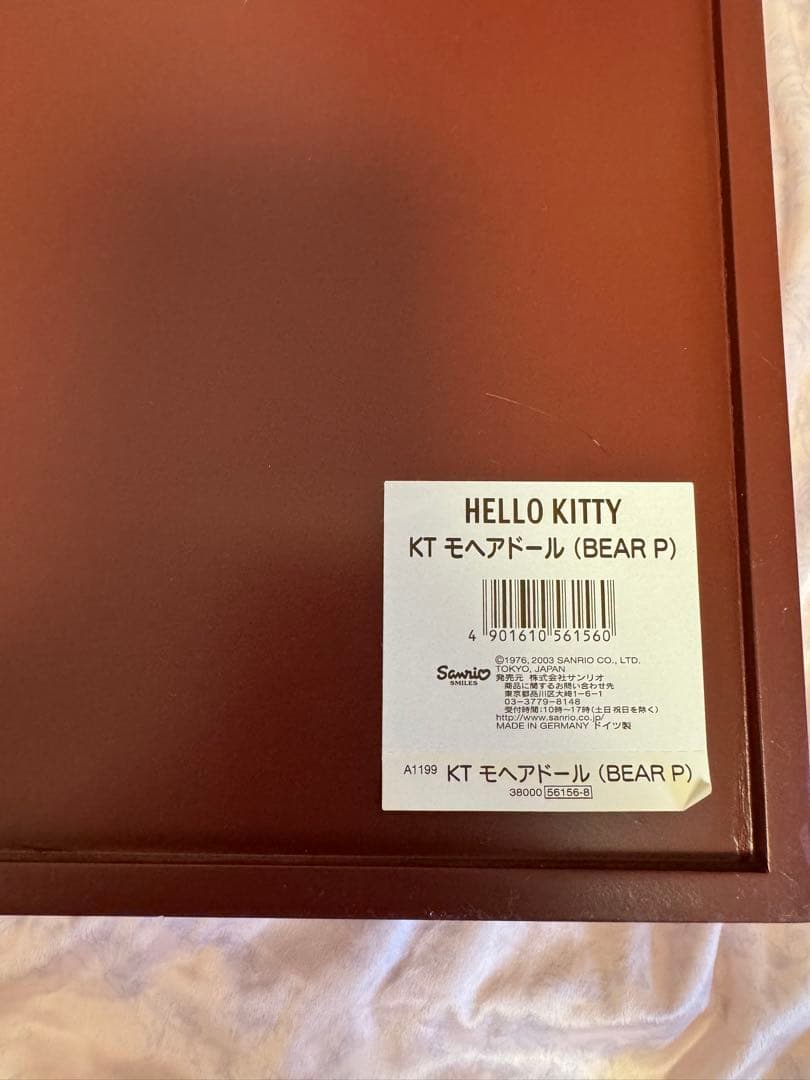 HELLO KITTY
KT モヘアドール (BEAR P)
4 901610 561560
©1976, 2003 SANRIO CO., LTD.
TOKYO, JAPAN
Sanrio
SMILES
発売元 株式会社サンリオ
商品に関するお問い合わせ先
東京都品川区大崎1-6-1
03-3779-8148
受付時間:10時~17時(土日祝日を除く)
http://www.sanrio.co.jp/
MADE IN GERMANY ドイツ製
A1199 KT モヘアドール (BEAR P)
38000 56156-8